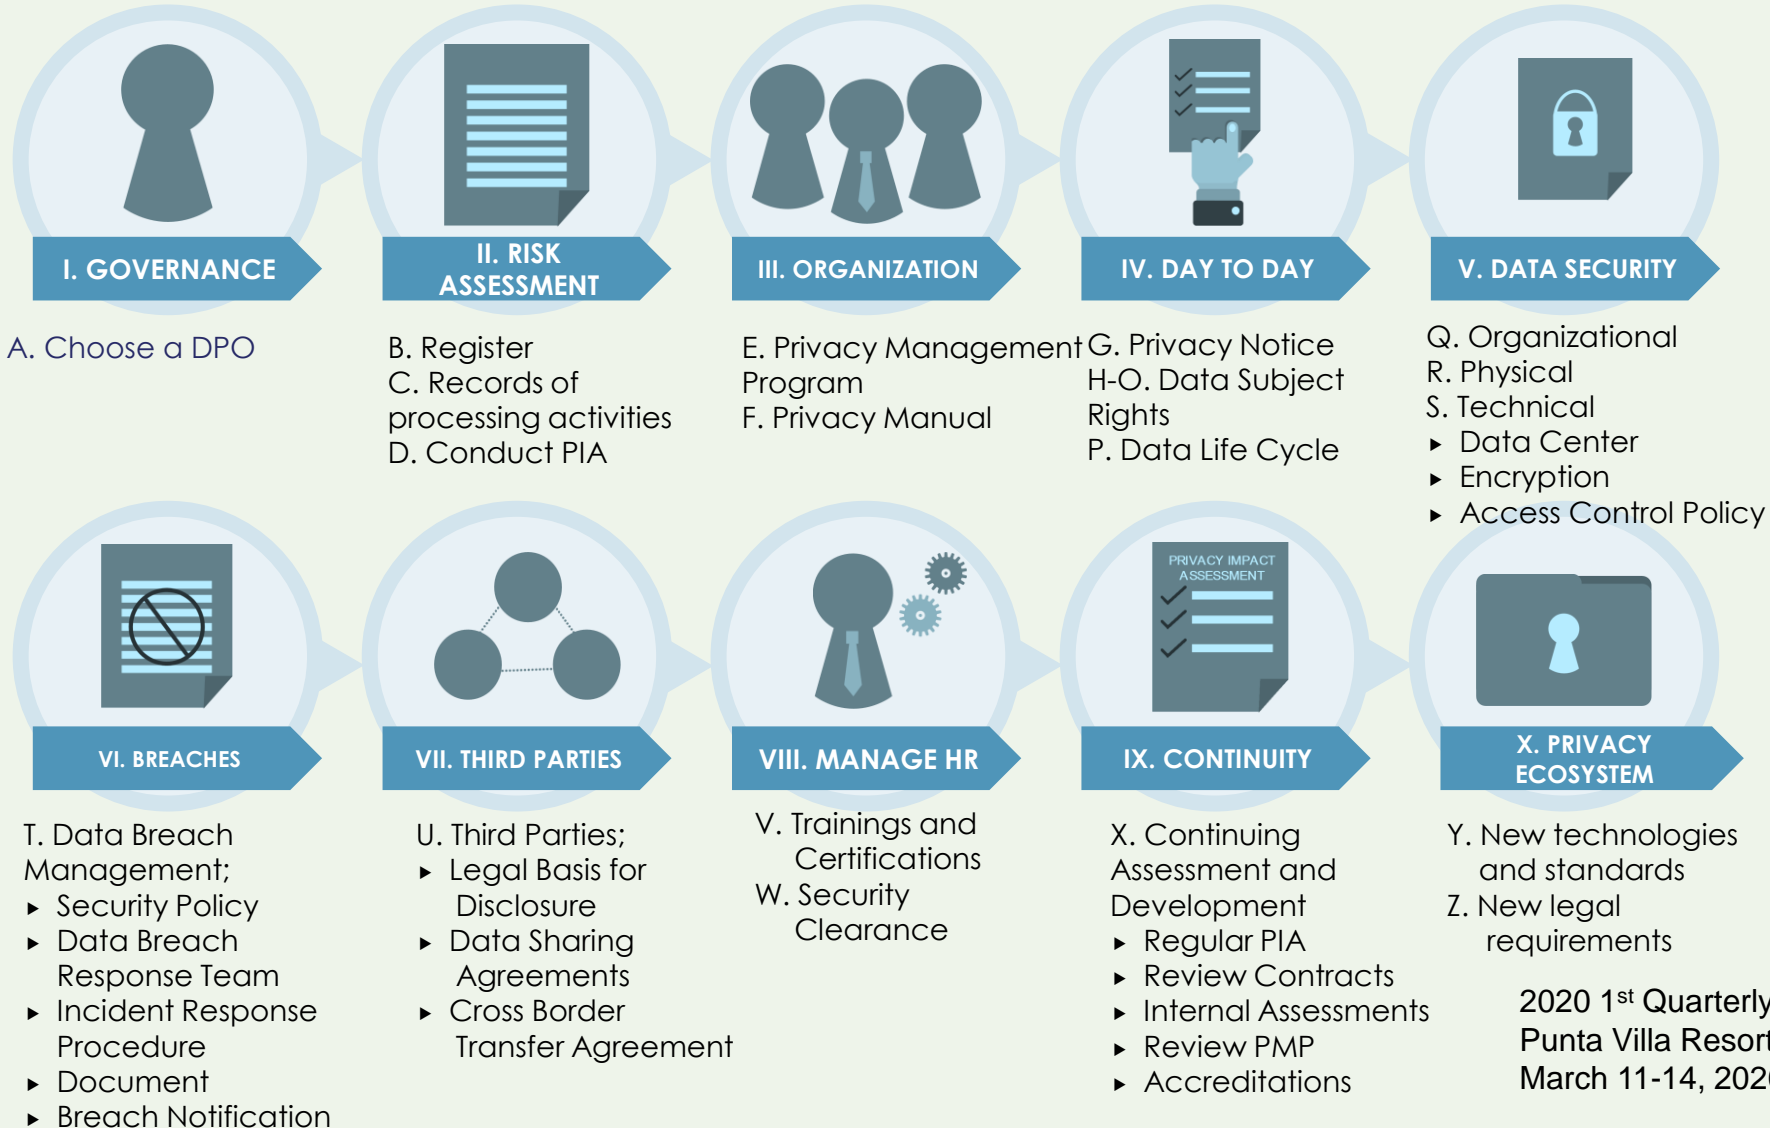 I. GOVERNANCE
A. Choose a DPO
II. RISK
ASSESSMENT
B. Register
C. Records of
processing activities
D. Conduct PIA
III. ORGANIZATION
E. Privacy Management
Program
F. Privacy Manual
IV. DAY TO DAY
G. Privacy Notice
H-O. Data Subject
Rights
P. Data Life Cycle
V. DATA SECURITY
Q. Organizational
R. Physical
S. Technical
▸ Data Center
▸ Encryption
▸ Access Control Policy
VI. BREACHES
T. Data Breach
Management;
▸ Security Policy
▸ Data Breach
Response Team
▸ Incident Response
Procedure
▸ Document
▸ Breach Notification
VII. THIRD PARTIES
U. Third Parties;
▸ Legal Basis for
Disclosure
▸ Data Sharing
Agreements
▸ Cross Border
Transfer Agreement
VIII. MANAGE HR
V. Trainings and
Certifications
W. Security
Clearance
PRIVACY IMPACT
ASSESSMENT
IX. CONTINUITY
X. Continuing
Assessment and
Development
▸ Regular PIA
▸ Review Contracts
▸ Internal Assessments
▸ Review PMP
▸ Accreditations
X. PRIVACY
ECOSYSTEM
Y. New technologies
and standards
Z. New legal
requirements
2020 1st Quarterly
Punta Villa Resort
March 11-14, 2020